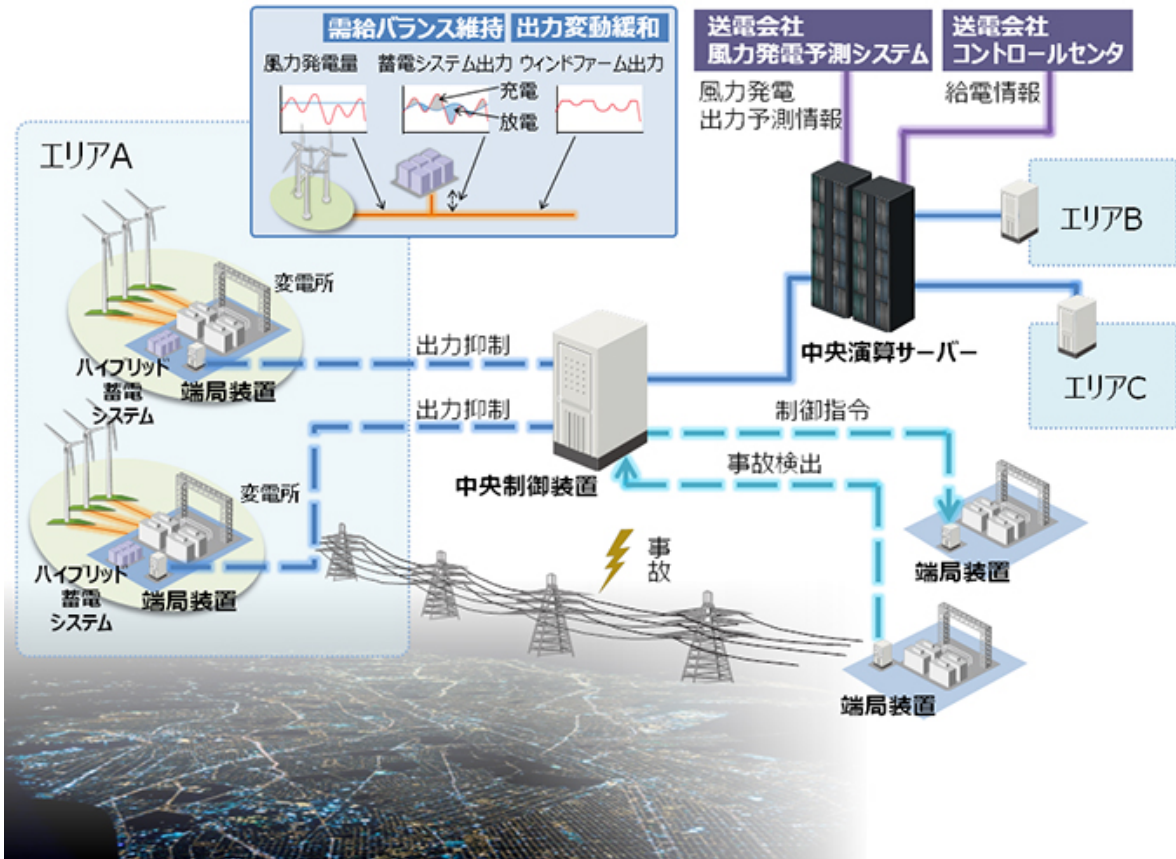 需給バランス維持
出力変動緩和
風力発電量
蓄電システム出力
ウィンドファーム出力
充電
放電
送電会社
風力発電予測システム
送電会社
コントロールセンタ
風力発電
出力予測情報
給電情報
エリアA
変電所
ハイブリッド
蓄電
システム
端局装置
出力抑制
エリアB
中央演算サーバー
エリアC
変電所
ハイブリッド
蓄電
システム
端局装置
出力抑制
中央制御装置
制御指令
事故検出
事故
端局装置
端局装置